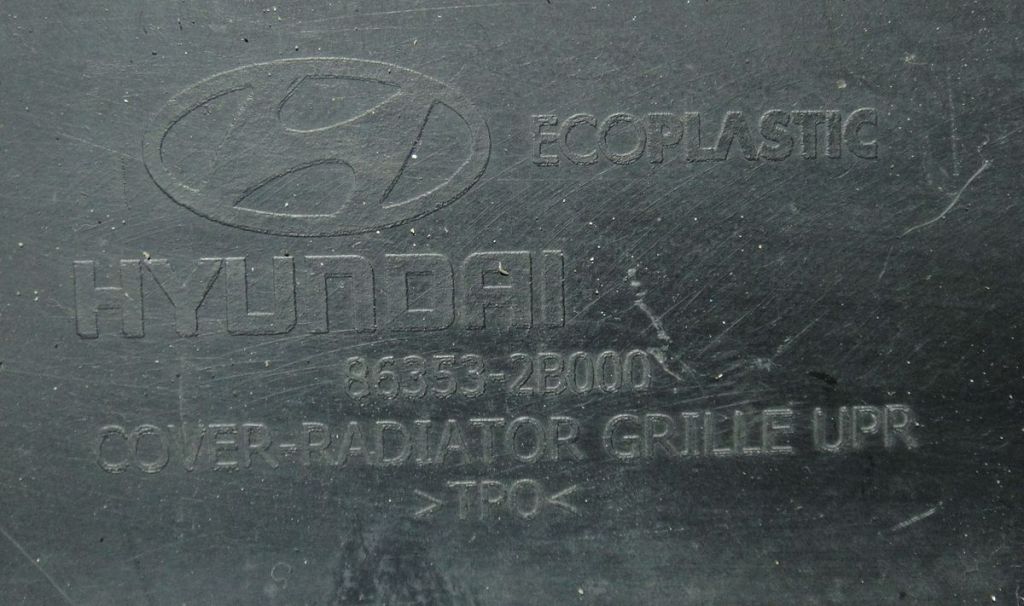 ECOPLASTIC
HYUNDAI
86353-2B000
COVER-RADIATOR GRILLE UPR
>TPO<